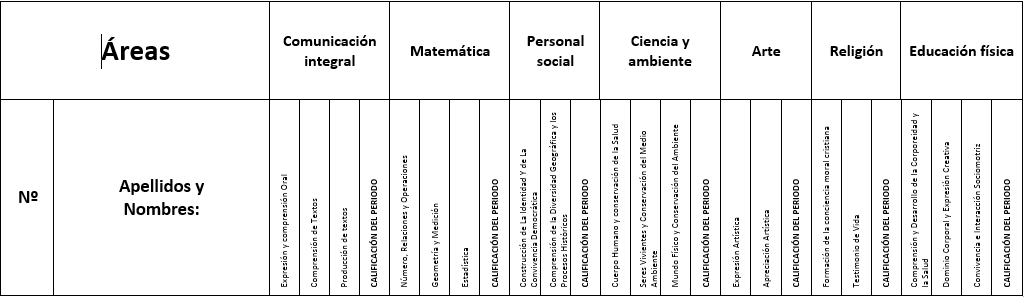 Áreas
Comunicación
integral
Matemática
Personal
social
Ciencia y
ambiente
Arte
Religión
Educación física
Nº
Apellidos y
Nombres:
Expresión y comprensión Oral
Comprensión de Textos
Producción de textos
CALIFICACIÓN DEL PERIODO
Número, Relaciones y Operaciones
Geometría y Medición
Estadística
CALIFICACIÓN DEL PERIODO
Construcción de La Identidad Y de La
Convivencia Democrática
Comprensión de la Diversidad Geográfica y los
Procesos Históricos
CALIFICACIÓN DEL PERIODO
Cuerpo Humano y conservación de la Salud
Seres Vivientes y Conservación del Medio
Ambiente
Mundo Físico y Conservación del Ambiente
CALIFICACIÓN DEL PERIODO
Expresión Artística
Apreciación Artística
CALIFICACIÓN DEL PERIODO
Formación de la conciencia moral cristiana
Testimonio de Vida
CALIFICACIÓN DEL PERIODO
Comprensión y Desarrollo de la Corporeidad y
la Salud
Dominio Corporal y Expresión Creativa
Convivencia e Interacción Sociomotriz
CALIFICACIÓN DEL PERIODO